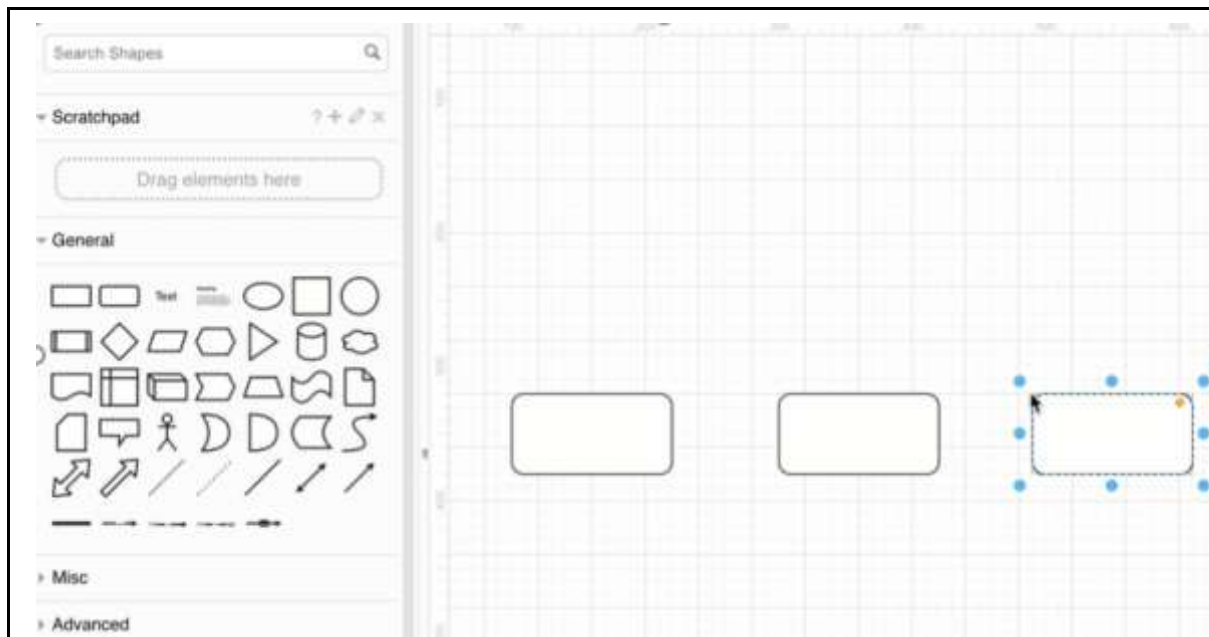 Search Shapes
Scratchpad
? + ×
Drag elements here
General
Text
Misc
Advanced